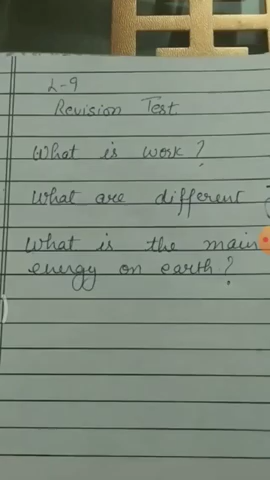 L-9
Revision Test
What is work?
What are different
What is the main
energy on earth?